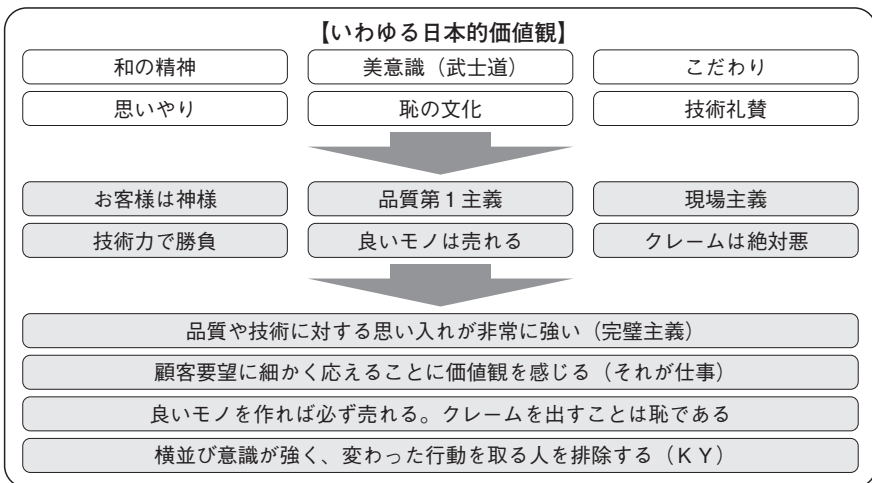 【いわゆる日本的価値観】
和の精神 美意識（武士道） こだわり
思いやり 恥の文化 技術礼賛
お客様は神様 品質第1主義 現場主義
技術力で勝負 良いモノは売れる クレームは絶対悪
品質や技術に対する思い入れが非常に強い（完璧主義）
顧客要望に細かく応えることに価値観を感じる（それが仕事）
良いモノを作れば必ず売れる。クレームを出すことは恥である
横並び意識が強く、変わった行動を取る人を排除する（ＫＹ）